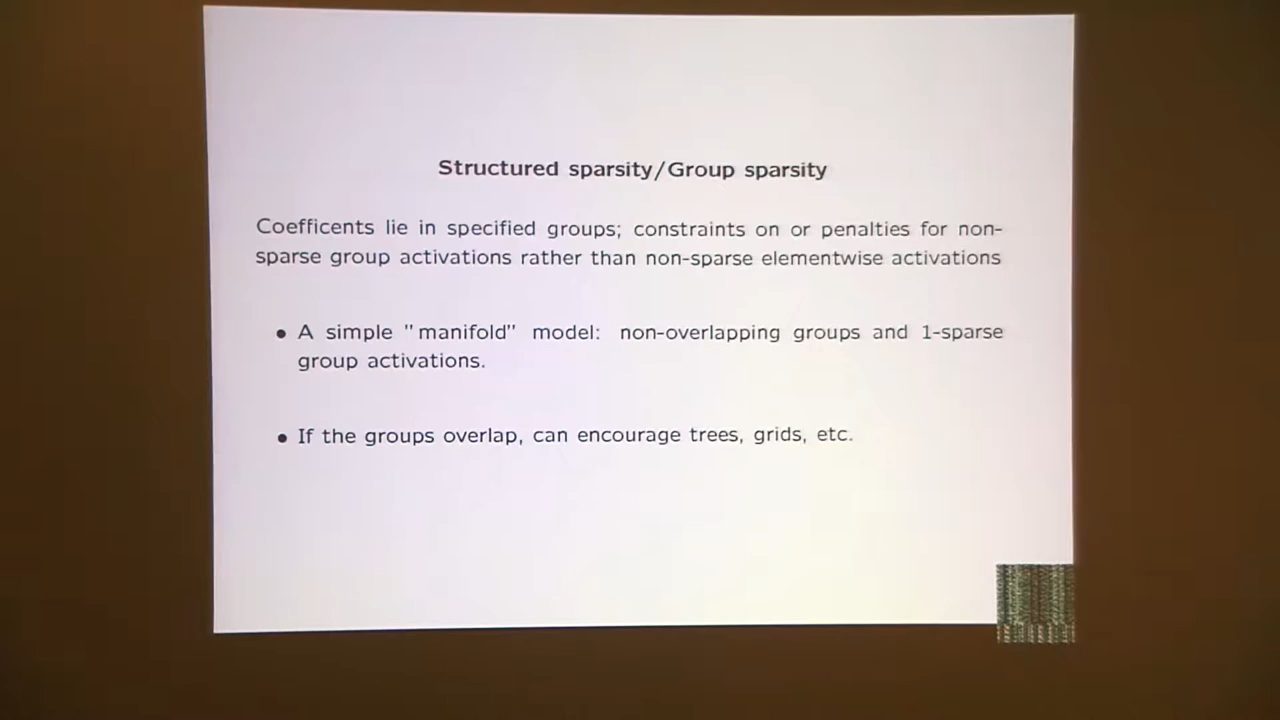 Structured sparsity/Group sparsity
Coefficents lie in specified groups; constraints on or penalties for non-
sparse group activations rather than non-sparse elementwise activations
• A simple "manifold" model: non-overlapping groups and 1-sparse
group activations.
• If the groups overlap, can encourage trees, grids, etc.